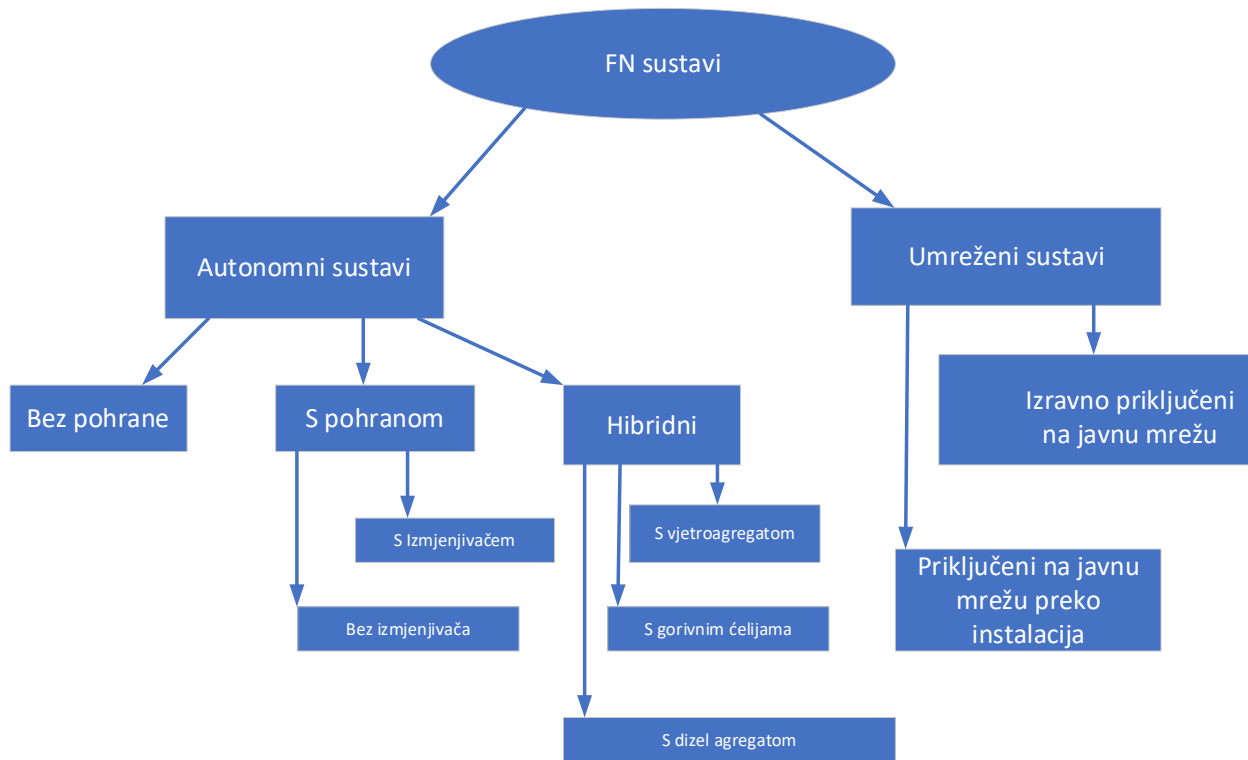 FN sustavi
Autonomni sustavi
Umreženi sustavi
Bez pohrane
S pohranom
Hibridni
Izravno priključeni
na javnu mrežu
S Izmjenjivačem
S vjetroagregatom
Bez izmjenjivača
S gorivnim ćelijama
Priključeni na javnu
mrežu preko
instalacija
S dizel agregatom